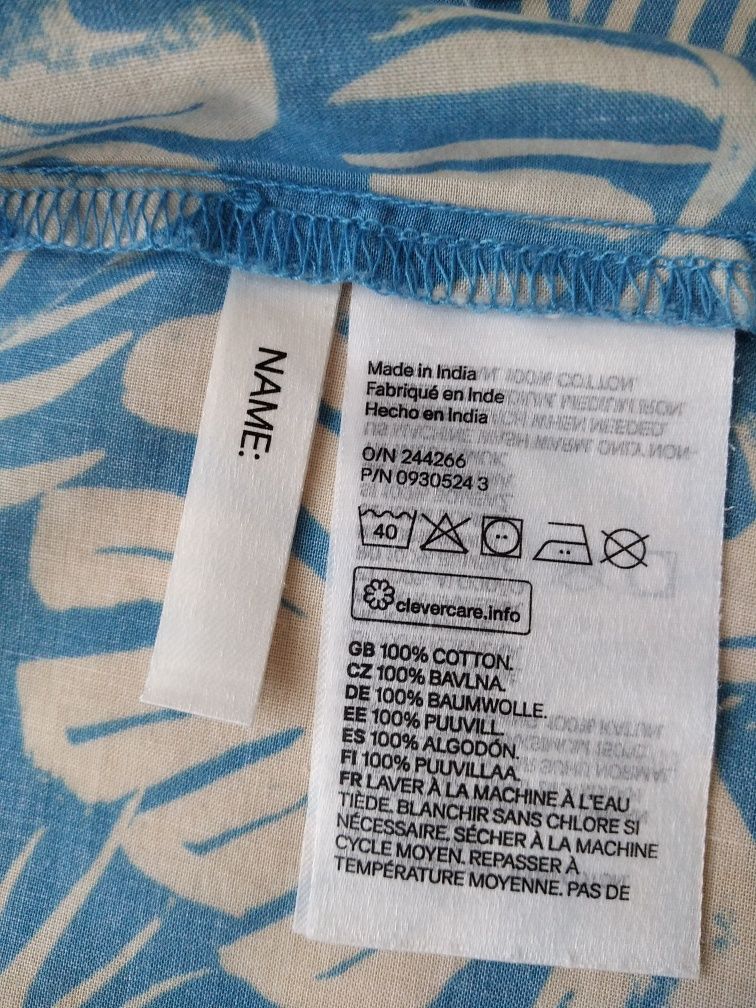 NAME:
Made in India
Fabriqué en Inde
Hecho en India
O/N 244266
P/N 0930524 3
40
clevercare.info
GB 100% COTTON.
CZ 100% BAVLNA.
DE 100% BAUMWOLLE.
EE 100% PUUVILL.
ES 100% ALGODÓN.
FI 100% PUUVILLAA.
FR LAVER À LA MACHINE À L'EAU
TIÈDE. BLANCHIR SANS CHLORE SI
NÉCESSAIRE. SÉCHER À LA MACHINE
CYCLE MOYEN. REPASSER À
TEMPÉRATURE MOYENNE. PAS DE